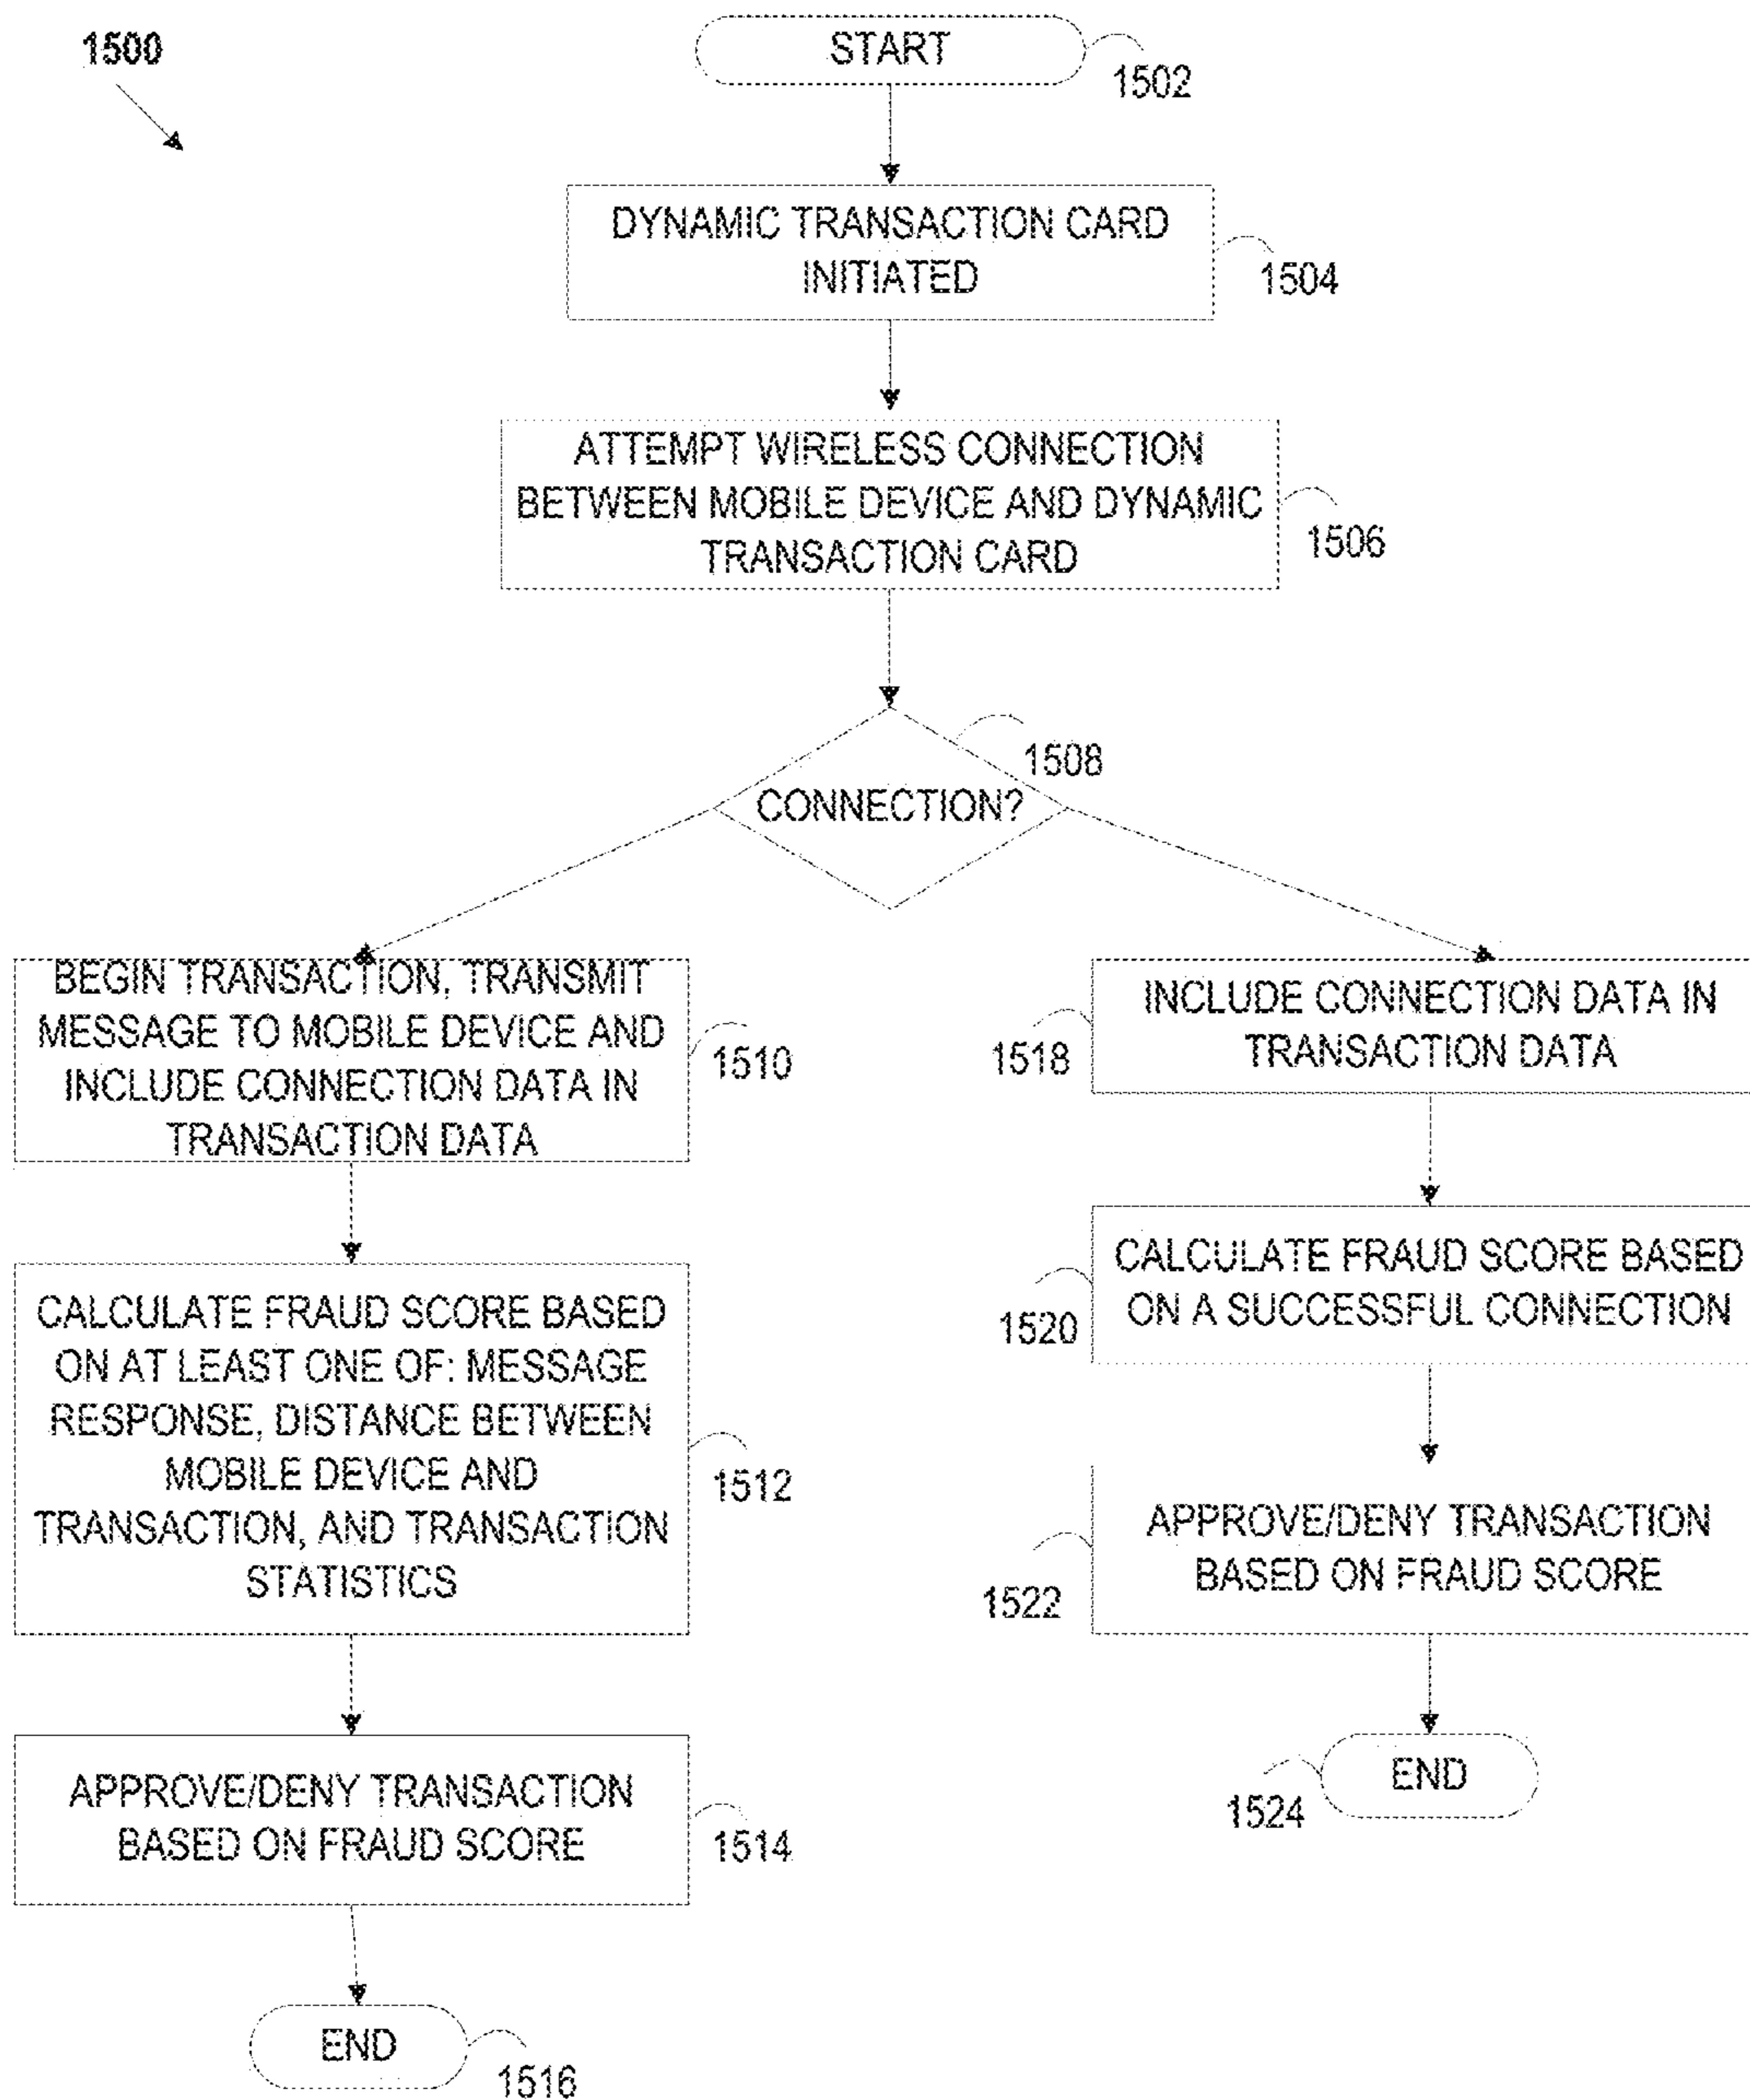 1500
START
1502
DYNAMIC TRANSACTION CARD
INITIATED
1504
ATTEMPT WIRELESS CONNECTION
BETWEEN MOBILE DEVICE AND DYNAMIC
TRANSACTION CARD
1506
1508
CONNECTION?
BEGIN TRANSACTION, TRANSMIT
MESSAGE TO MOBILE DEVICE AND
INCLUDE CONNECTION DATA IN
TRANSACTION DATA
1510
CALCULATE FRAUD SCORE BASED
ON AT LEAST ONE OF: MESSAGE
RESPONSE, DISTANCE BETWEEN
MOBILE DEVICE AND
TRANSACTION, AND TRANSACTION
STATISTICS
1512
APPROVE/DENY TRANSACTION
BASED ON FRAUD SCORE
1514
END
1516
INCLUDE CONNECTION DATA IN
TRANSACTION DATA
1518
CALCULATE FRAUD SCORE BASED
ON A SUCCESSFUL CONNECTION
1520
APPROVE/DENY TRANSACTION
BASED ON FRAUD SCORE
1522
END
1524